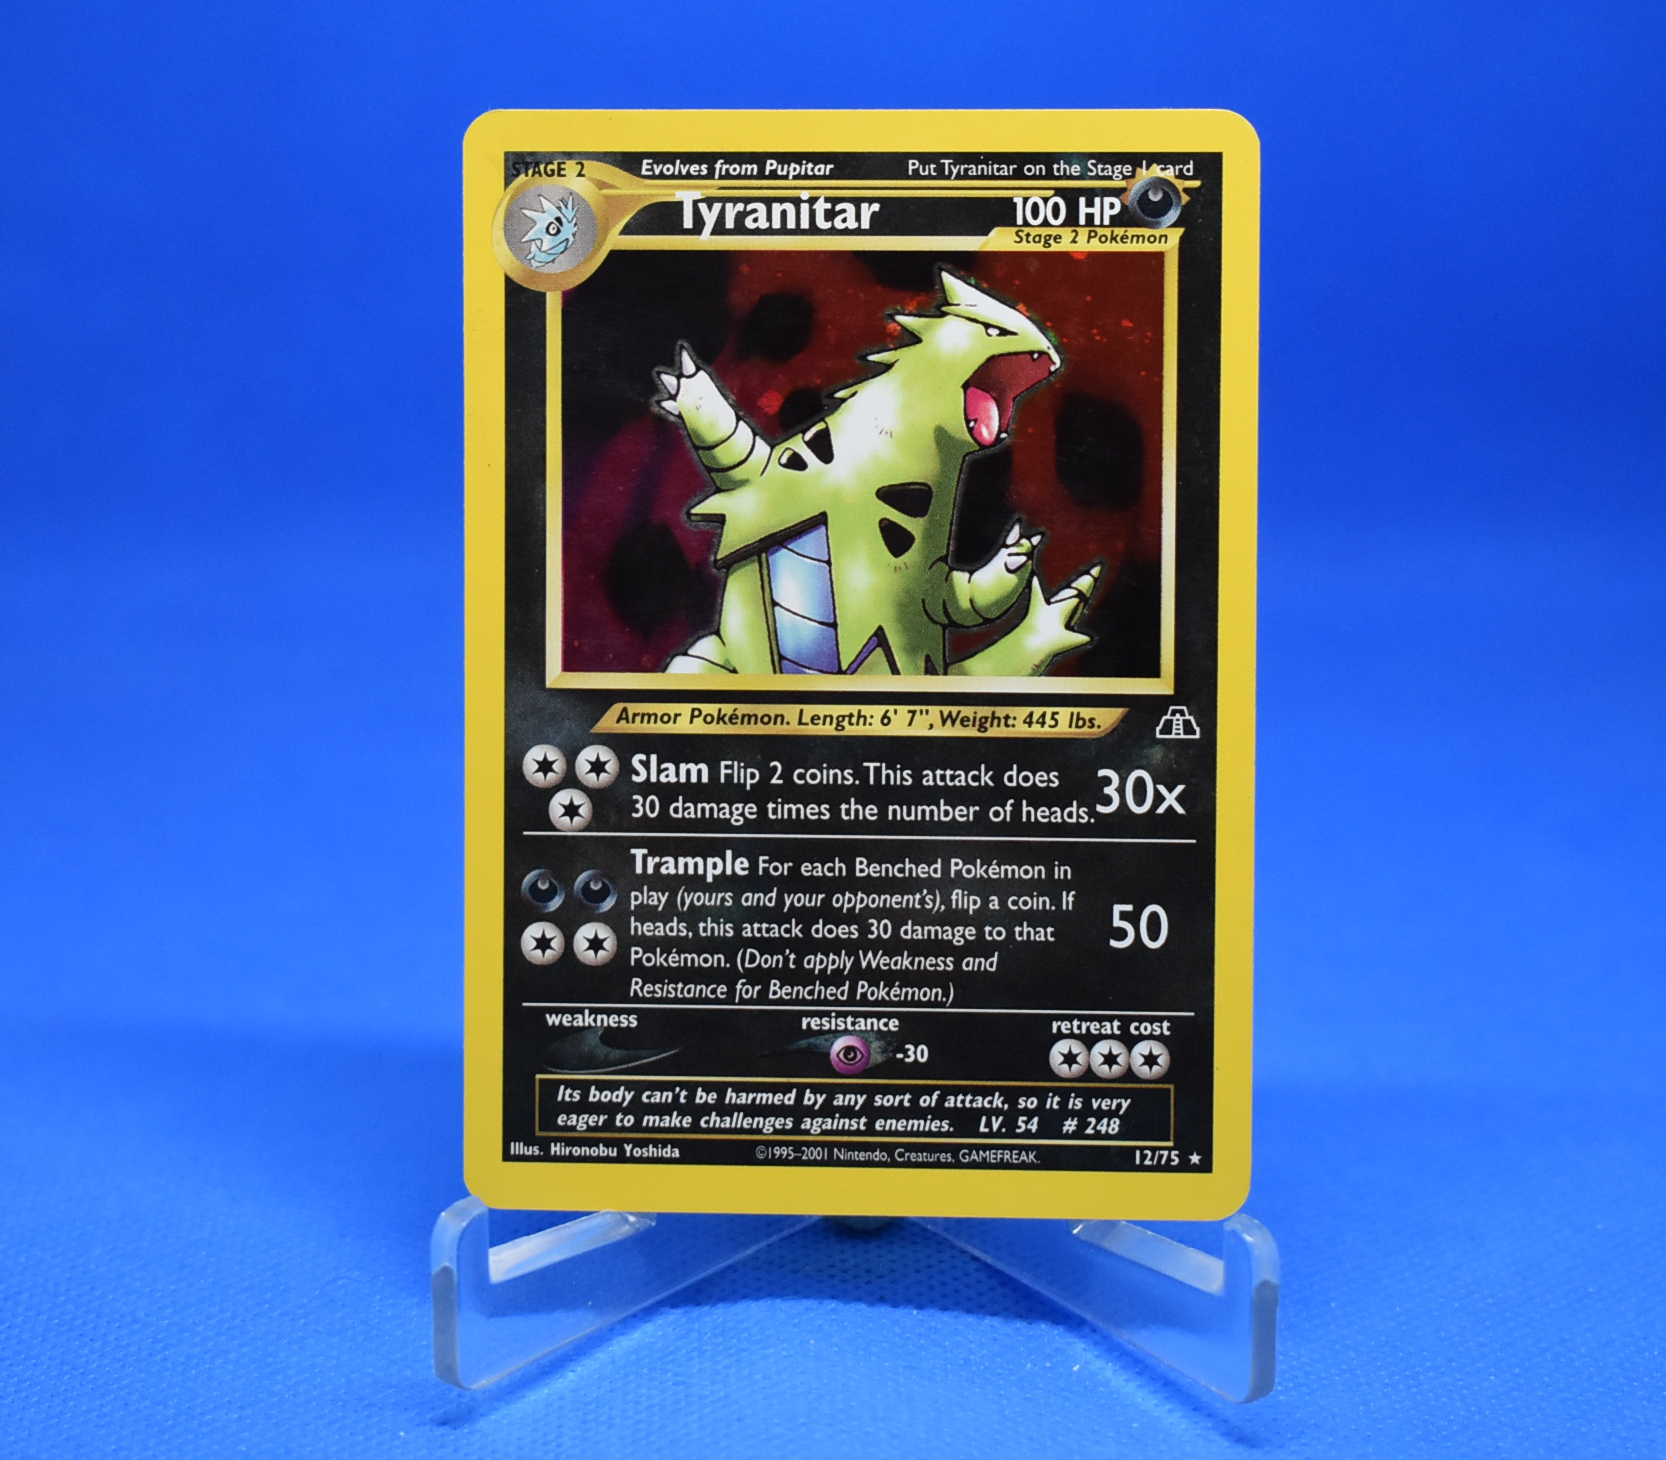 STAGE 2 Evolves from Pupitar Put Tyranitar on the Stage 1 card
Tyranitar 100 HP
Stage 2 Pokémon
Armor Pokémon. Length: 6' 7", Weight: 445 lbs.
Slam Flip 2 coins. This attack does
30 damage times the number of heads. 30x
Trample For each Benched Pokémon in
play (yours and your opponent's), flip a coin. If
heads, this attack does 30 damage to that
Pokémon. (Don't apply Weakness and
Resistance for Benched Pokémon.)
50
weakness resistance retreat cost
-30
Its body can't be harmed by any sort of attack, so it is very
eager to make challenges against enemies. LV. 54 # 248
Illus. Hironobu Yoshida ©1995-2001 Nintendo, Creatures, GAMEFREAK. 12/75 ★